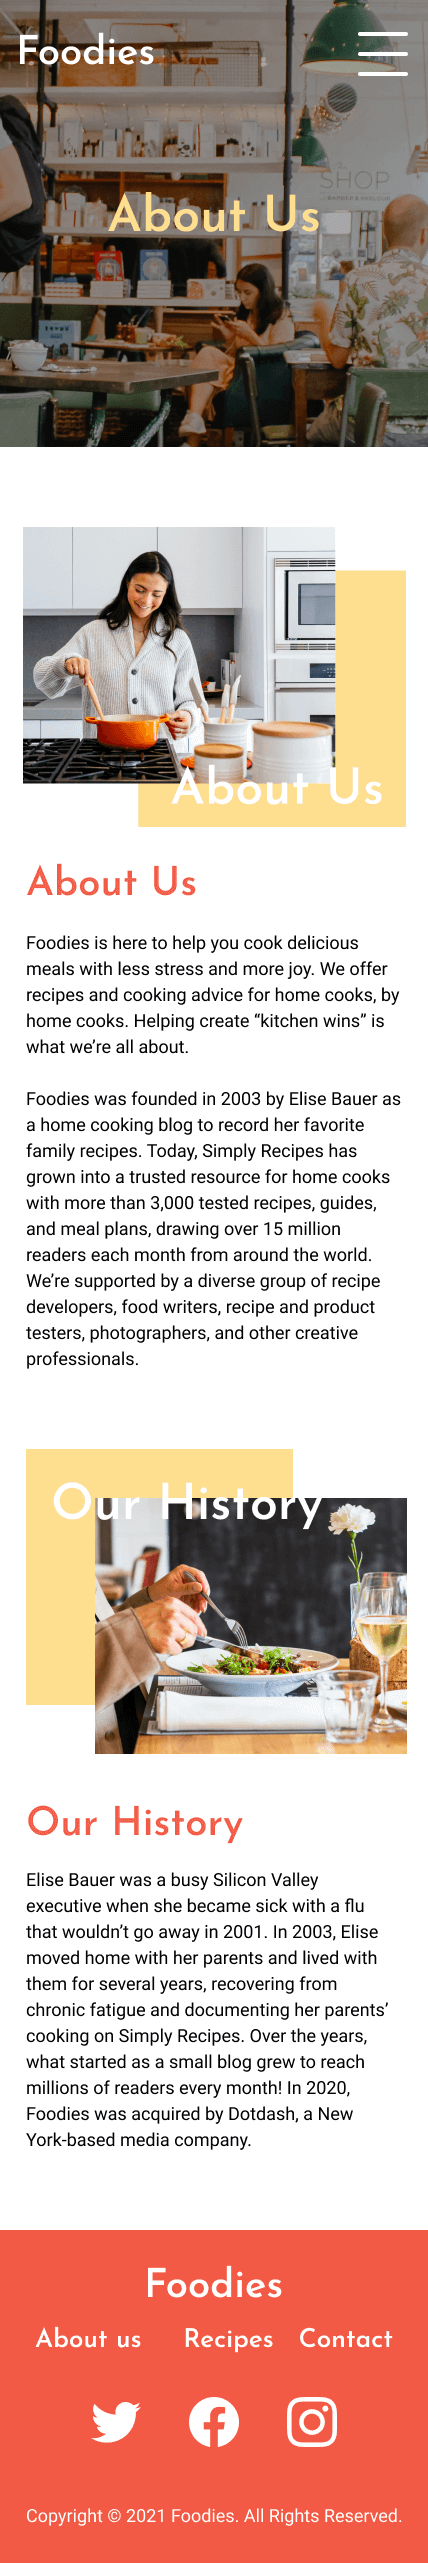 Foodies
SHOP
About Us
About Us
About Us
Foodies is here to help you cook delicious
meals with less stress and more joy. We offer
recipes and cooking advice for home cooks, by
home cooks. Helping create “kitchen wins” is
what we’re all about.
Foodies was founded in 2003 by Elise Bauer as
a home cooking blog to record her favorite
family recipes. Today, Simply Recipes has
grown into a trusted resource for home cooks
with more than 3,000 tested recipes, guides,
and meal plans, drawing over 15 million
readers each month from around the world.
We’re supported by a diverse group of recipe
developers, food writers, recipe and product
testers, photographers, and other creative
professionals.
Our History
Our History
Elise Bauer was a busy Silicon Valley
executive when she became sick with a flu
that wouldn’t go away in 2001. In 2003, Elise
moved home with her parents and lived with
them for several years, recovering from
chronic fatigue and documenting her parents’
cooking on Simply Recipes. Over the years,
what started as a small blog grew to reach
millions of readers every month! In 2020,
Foodies was acquired by Dotdash, a New
York-based media company.
Foodies
About us Recipes Contact
Copyright © 2021 Foodies. All Rights Reserved.